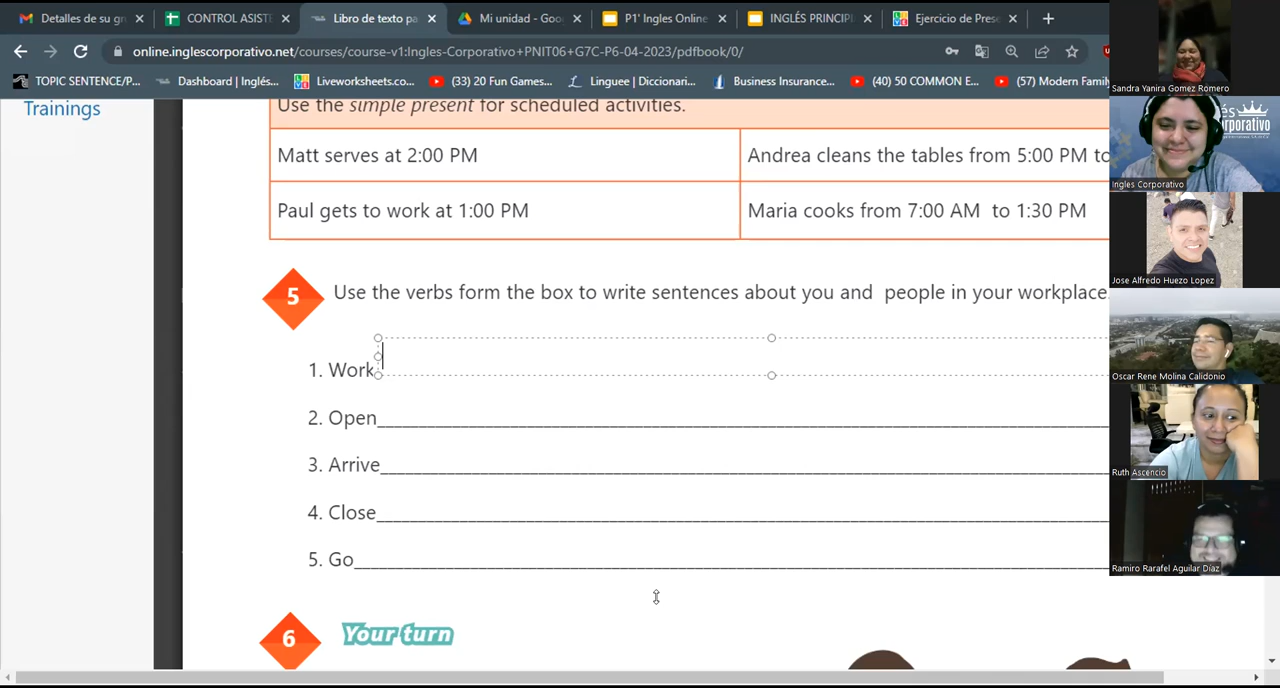 Detalles de su gr
CONTROL ASIST
Libro de texto pa
Mi unidad - Goo
P1' Ingles Online
INGLÉS PRINCIPI
Ejercicio de Prese
online.inglescorporativo.net/courses/course-v1:Ingles-Corporativo+PNIT06+G7C-P6-04-2023/pdfbook/0/
TOPIC SENTENCE/P...
Dashboard | Inglés...
Liveworksheets.co...
(33) 20 Fun Games...
Linguee | Diccionari...
Business Insurance...
(40) 50 COMMON E...
(57) Modern Family
Trainings
Use the simple present for scheduled activities.
Matt serves at 2:00 PM
Andrea cleans the tables from 5:00 PM to
Paul gets to work at 1:00 PM
Maria cooks from 7:00 AM to 1:30 PM
5
Use the verbs form the box to write sentences about you and people in your workplace.
1. Work
2. Open
3. Arrive
4. Close
5. Go
6
Your turn
Sandra Yanira Gomez Romero
Ingles Corporativo
Jose Alfredo Huezo Lopez
Oscar Rene Molina Calidonio
Ruth Ascencio
Ramiro Rarafel Aguilar Díaz